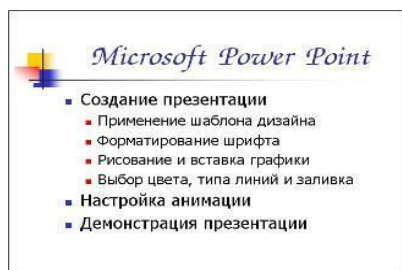 Microsoft Power Point
Создание презентации
Применение шаблона дизайна
Форматирование шрифта
Рисование и вставка графики
Выбор цвета, типа линий и заливка
Настройка анимации
Демонстрация презентации